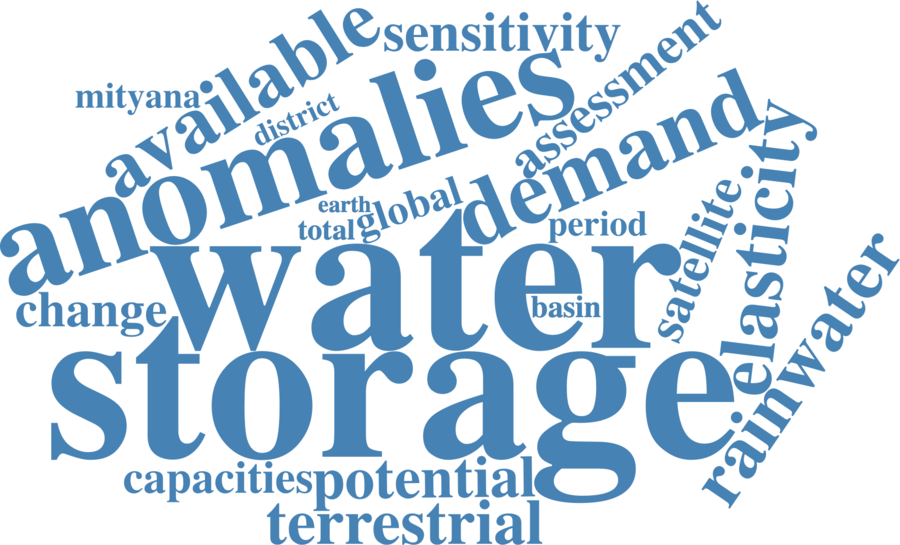 sensitivity
available
assessment
mityana
anomalies
district
demand
elasticity
earth
global
satellite
total
period
water
rainwater
change
basin
storage
capacities
potential
terrestrial